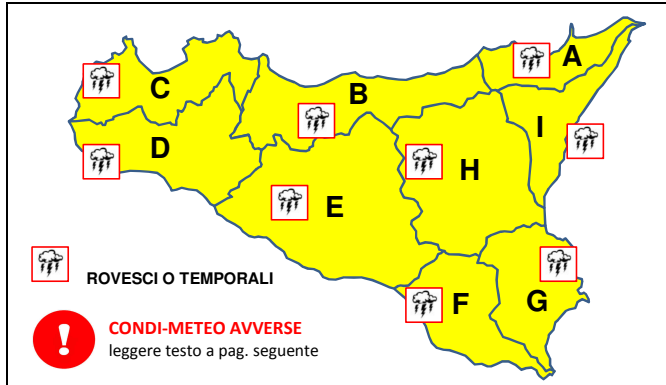 A
C
B
I
D
H
E
F
G
ROVESCI O TEMPORALI
CONDI-METEO AVVERSE
leggere testo a pag. seguente